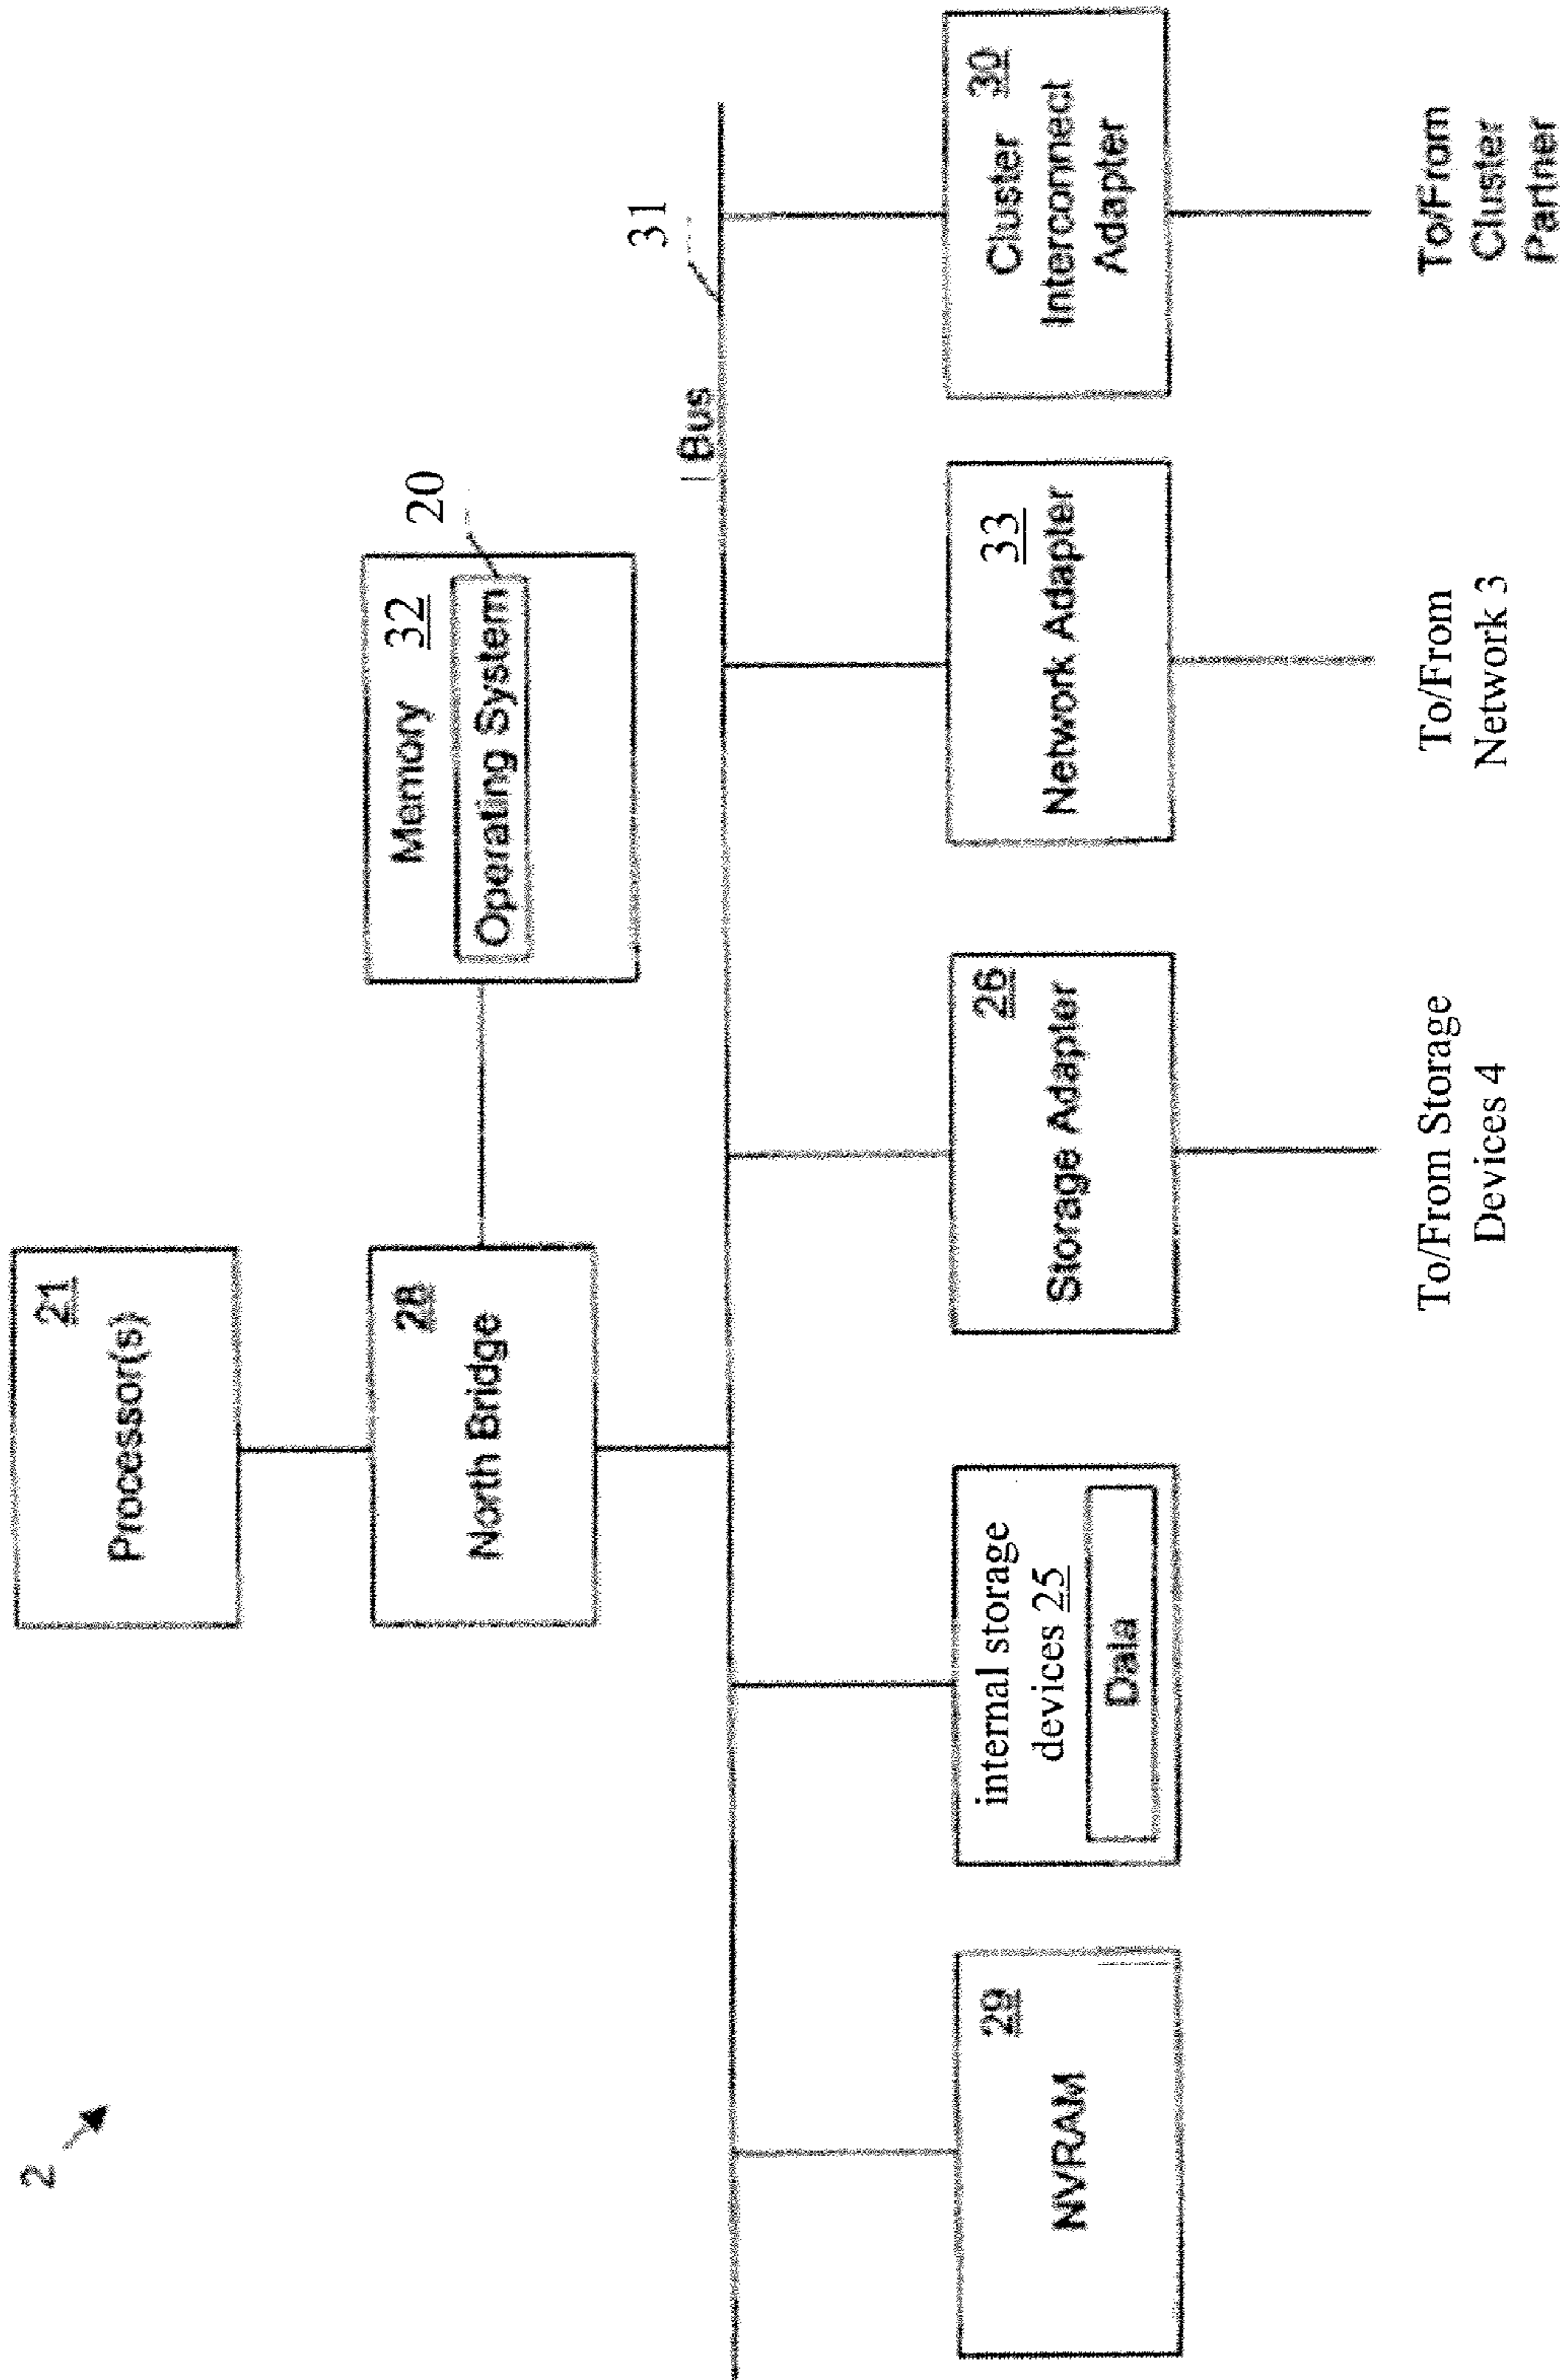 2
21
Processor(s)
28
North Bridge
Memory
32
Operating System
20
Bus
31
29
NVRAM
internal storage
devices 25
Data
26
Storage Adapter
33
Network Adapter
30
Cluster
Interconnect
Adapter
To/From Storage
Devices 4
To/From
Network 3
To/From
Cluster
Partner